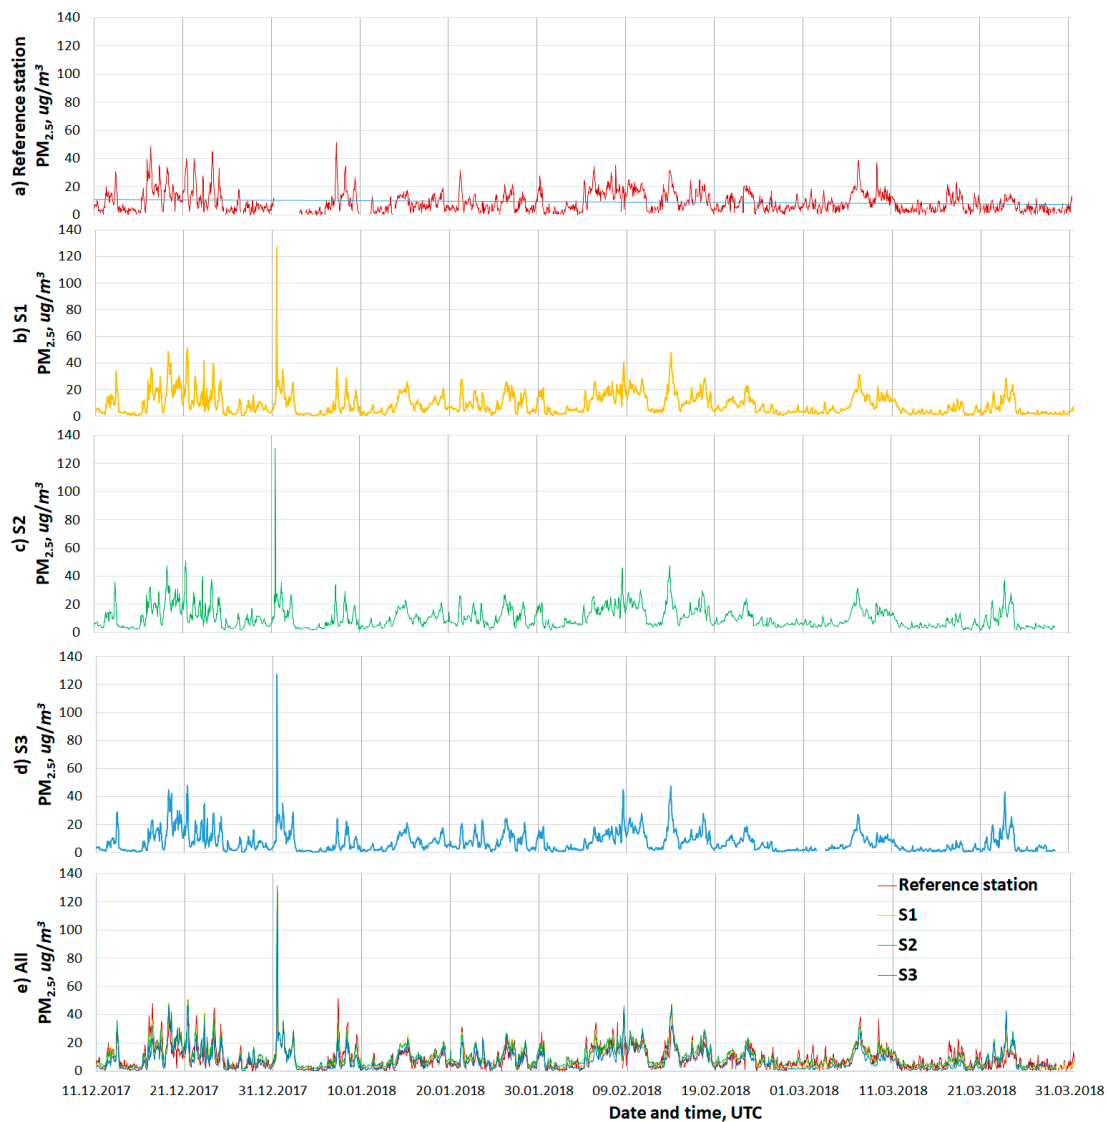 a) Reference station
PM2.5, ug/m³
140
120
100
80
60
40
20
0
b) S1
PM2.5, ug/m³
140
120
100
80
60
40
20
0
c) S2
PM2.5, ug/m³
140
120
100
80
60
40
20
0
d) S3
PM2.5, ug/m³
140
120
100
80
60
40
20
0
e) All
PM2.5, ug/m³
140
120
100
80
60
40
20
0
Reference station
S1
S2
S3
11.12.2017 21.12.2017 31.12.2017 10.01.2018 20.01.2018 30.01.2018 9.02.2018 19.02.2018 01.03.2018 11.03.2018 21.03.2018 31.03.2018
Date and time, UTC